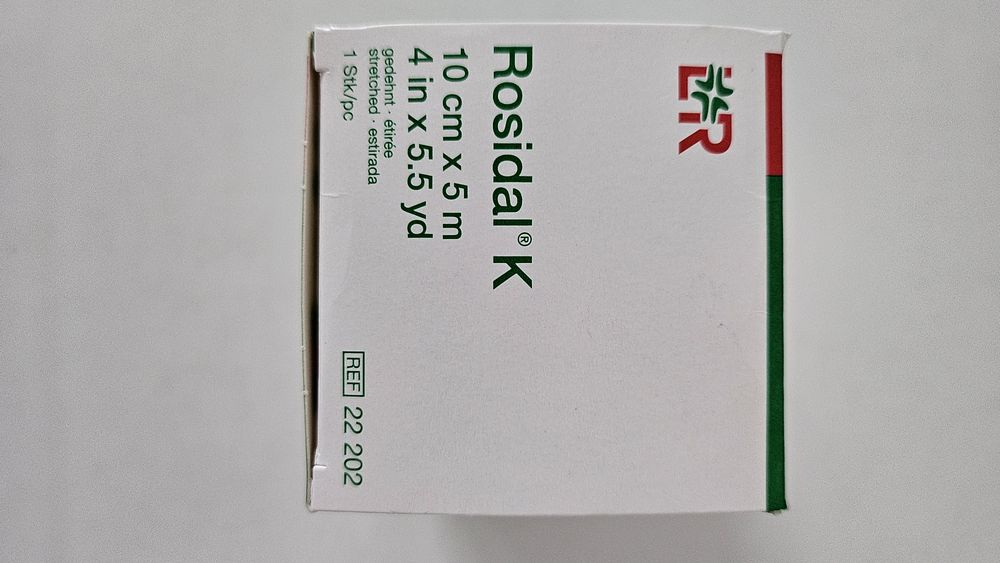 L R
Rosidal® K
10 cm x 5 m
4 in x 5.5 yd
gedehnt · étirée
stretched · estirada
1 Stk/pc
REF 22 202